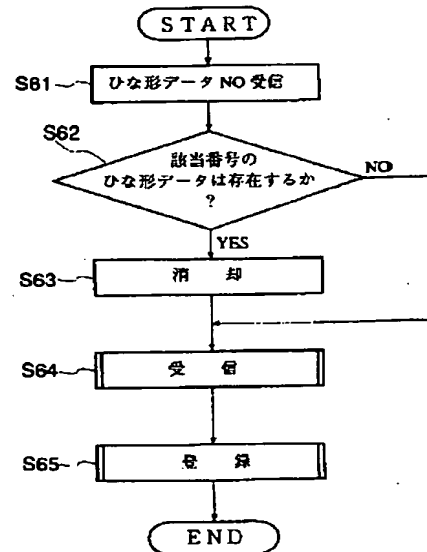 START
S61
ひな形データNO受信
S62
該当番号の
ひな形データは存在するか
?
NO
YES
S63
消却
S64
受信
S65
登録
END